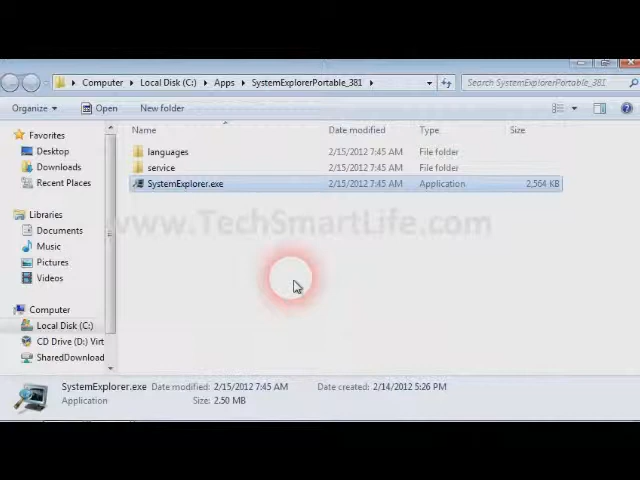 Computer ▸ Local Disk (C:) ▸ Apps ▸ SystemExplorerPortable_381 ▸
Search SystemExplorerPortable_381
Organize ▾ Open New folder
Name Date modified Type Size
Favorites
Desktop
Downloads
Recent Places
Libraries
Documents
Music
Pictures
Videos
Computer
Local Disk (C:)
CD Drive (D:) Virt
SharedDownload
languages 2/15/2012 7:45 AM File folder
service 2/15/2012 7:45 AM File folder
SystemExplorer.exe 2/15/2012 7:45 AM Application 2,564 KB
www.TechSmartLife.com
SystemExplorer.exe Date modified: 2/15/2012 7:45 AM Date created: 2/14/2012 5:26 PM
Application Size: 2.50 MB